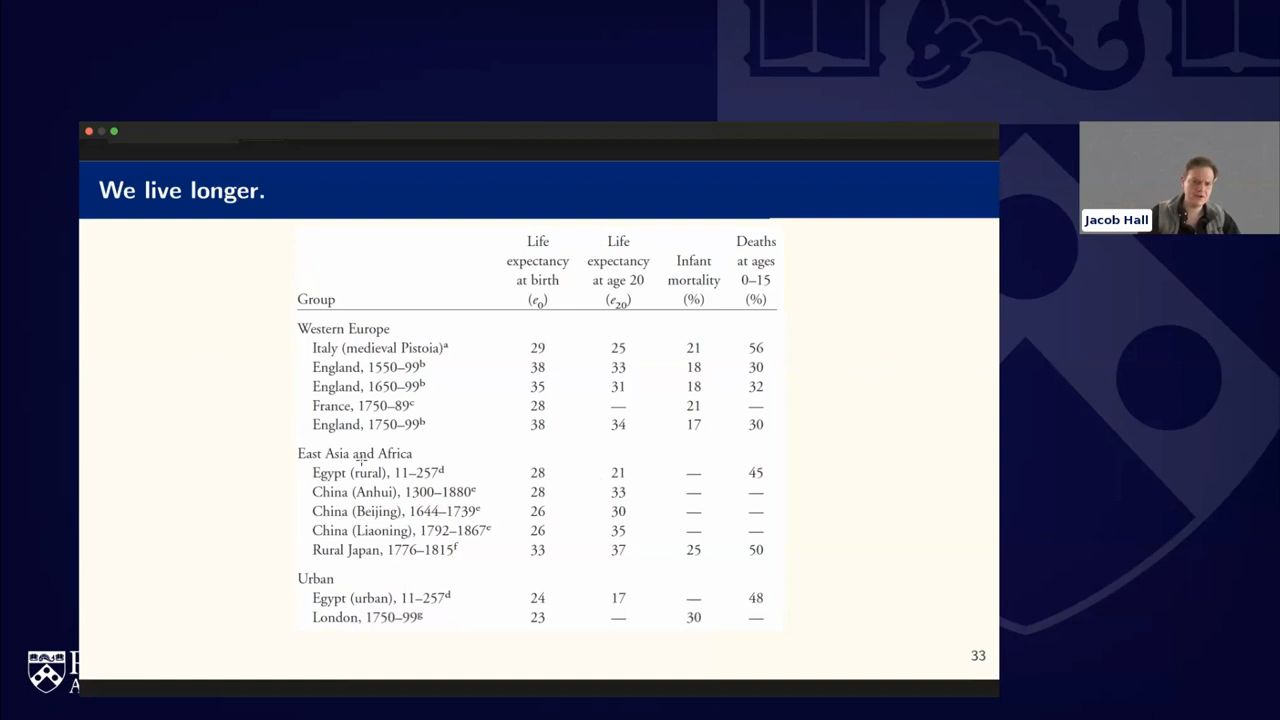 We live longer.
Jacob Hall
Life Life Deaths
expectancy expectancy Infant at ages
at birth at age 20 mortality 0–15
Group (e0) (e20) (%) (%)
Western Europe
Italy (medieval Pistoia)a 29 25 21 56
England, 1550–99b 38 33 18 30
England, 1650–99b 35 31 18 32
France, 1750–89c 28 — 21 —
England, 1750–99b 38 34 17 30
East Asia and Africa
Egypt (rural), 11–257d 28 21 — 45
China (Anhui), 1300–1880e 28 33 — —
China (Beijing), 1644–1739e 26 30 — —
China (Liaoning), 1792–1867e 26 35 — —
Rural Japan, 1776–1815f 33 37 25 50
Urban
Egypt (urban), 11–257d 24 17 — 48
London, 1750–99g 23 — 30 —
33